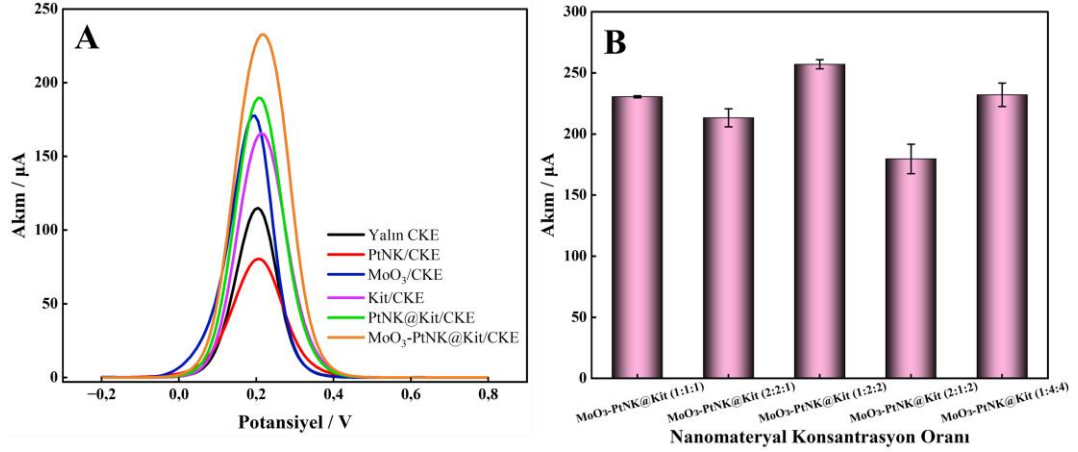 A
250
200
150
100
50
0
Akım / µA
−0,2 0,0 0,2 0,4 0,6 0,8
Potansiyel / V
Yalın CKE
PtNK/CKE
MoO₃/CKE
Kit/CKE
PtNK@Kit/CKE
MoO₃-PtNK@Kit/CKE
B
300
250
200
150
100
50
0
Akım / µA
MoO₃-PtNK@Kit (1:1:1)
MoO₃-PtNK@Kit (2:2:1)
MoO₃-PtNK@Kit (1:2:2)
MoO₃-PtNK@Kit (2:1:2)
MoO₃-PtNK@Kit (1:4:4)
Nanomateryal Konsantrasyon Oranı